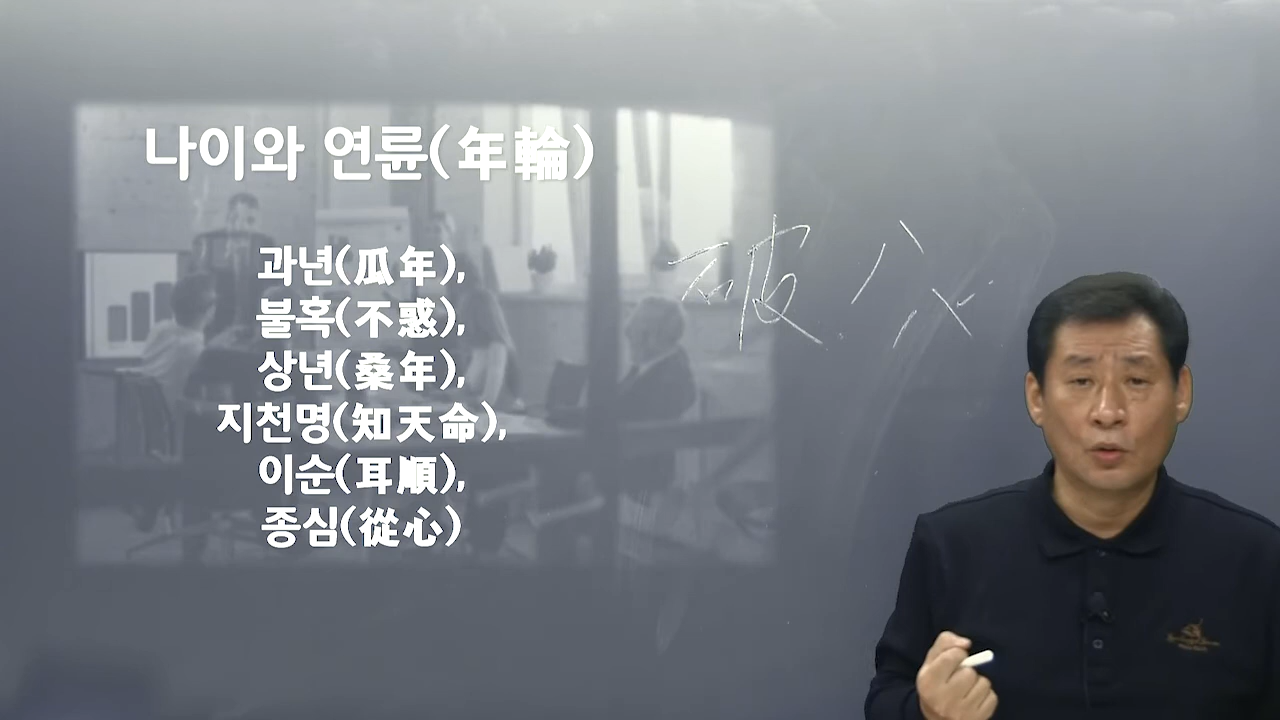 나이와 연륜(年輪)
과년(瓜年),
불혹(不惑),
상년(桑年),
지천명(知天命),
이순(耳順),
종심(從心)
破